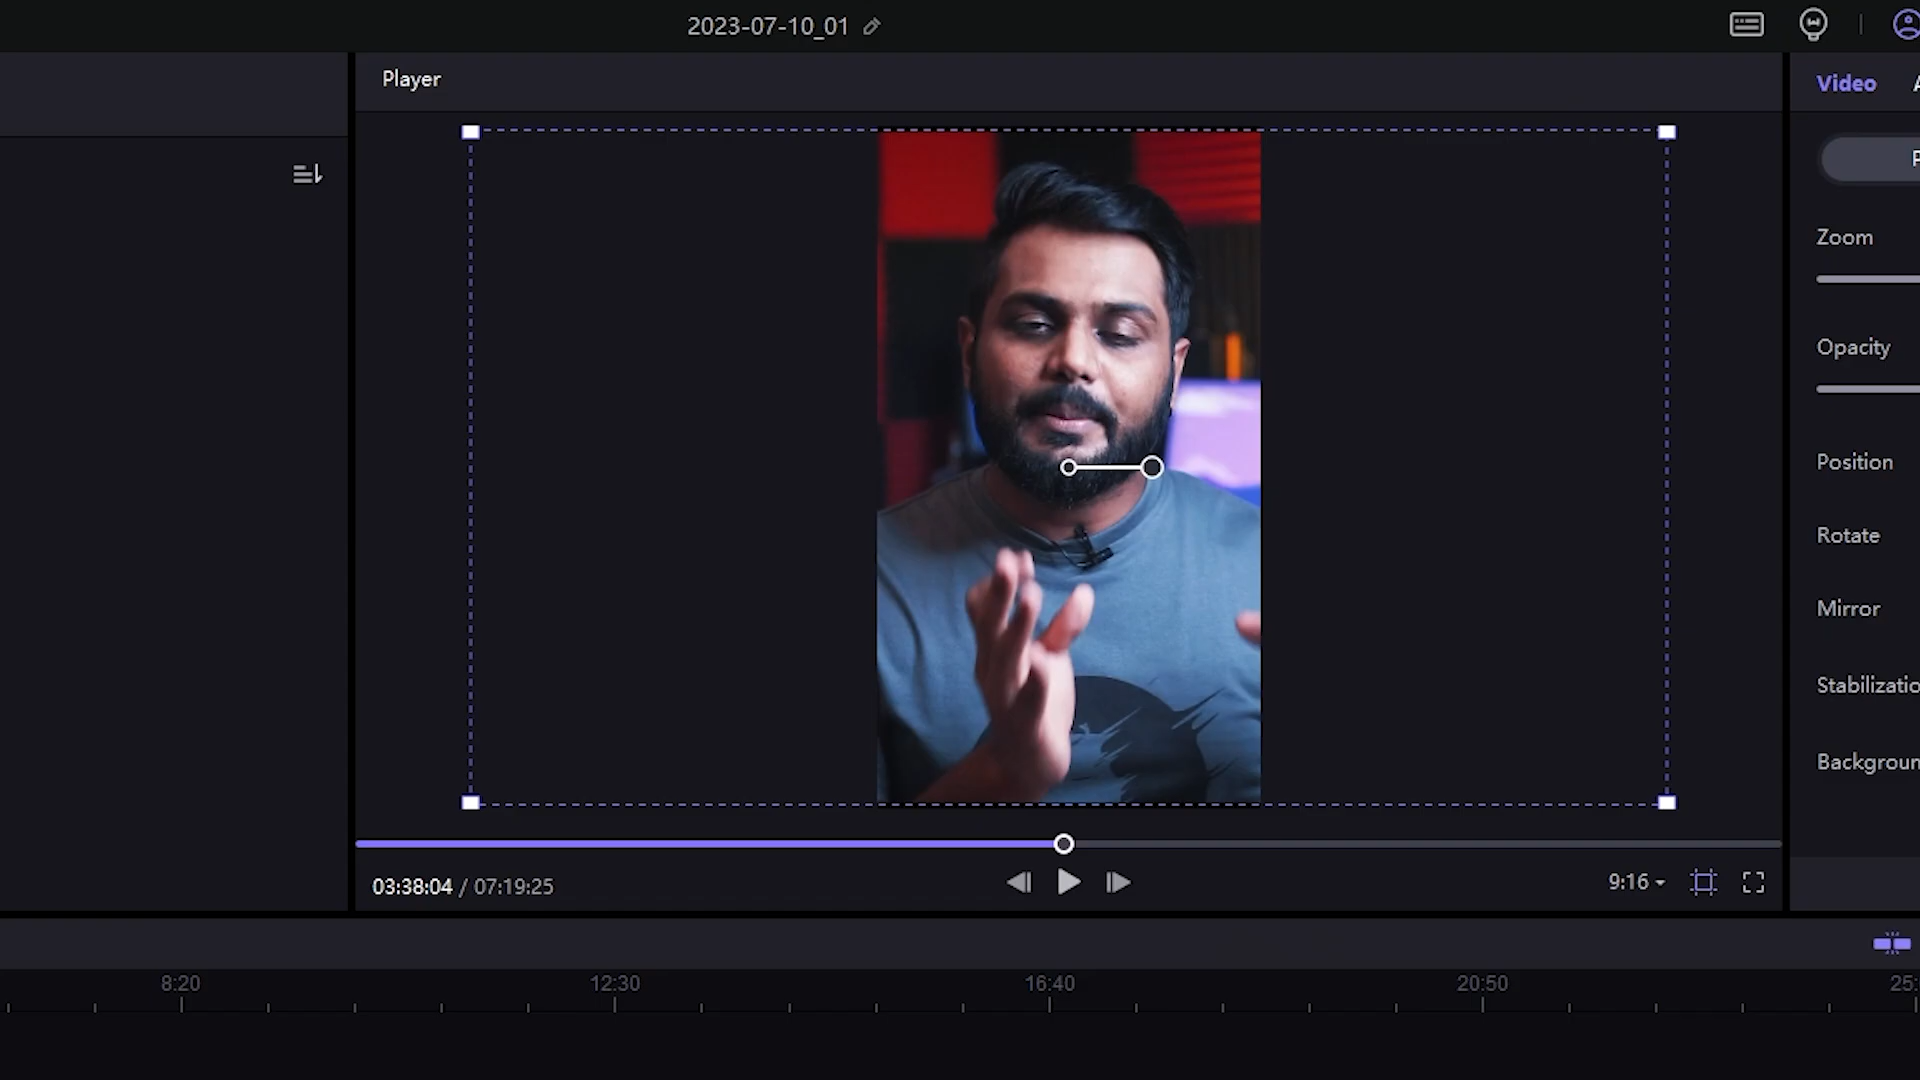 2023-07-10_01
Player
Video
Zoom
Opacity
Position
Rotate
Mirror
03:38:04 / 07:19:25
9:16
8:20
12:30
16:40
20:50